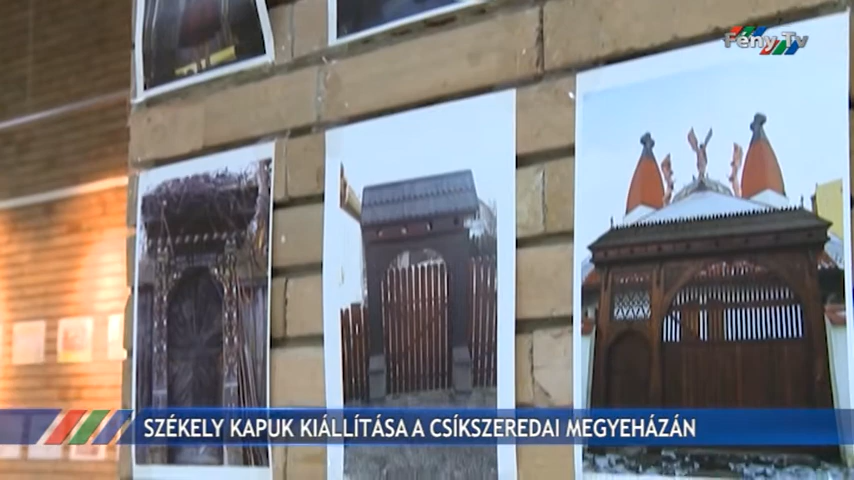 Fény Tv
SZÉKELY KAPUK KIÁLLÍTÁSA A CSÍKSZEREDAI MEGYEHÁZÁN